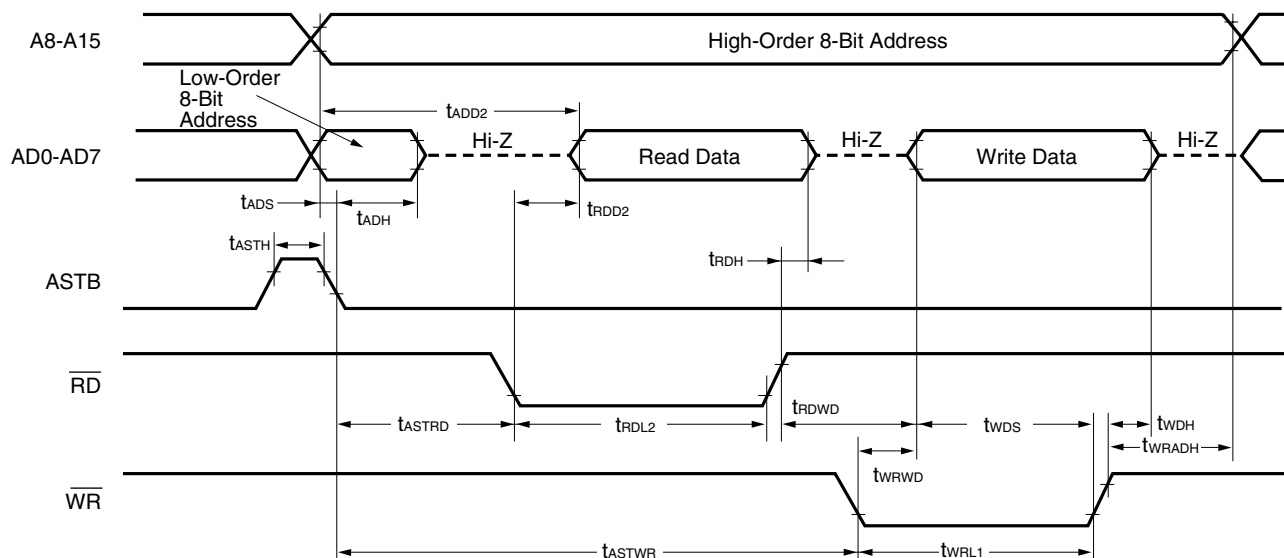 A8-A15
High-Order 8-Bit Address
Low-Order
8-Bit
Address
tADD2
AD0-AD7
Hi-Z
Read Data
Hi-Z
Write Data
Hi-Z
tADS
tADH
tRDD2
tASTH
tRDH
ASTB
RD
tASTRD
tRDL2
tRDWD
tWDS
tWDH
tWRADH
tWRWD
WR
tASTWR
tWRL1